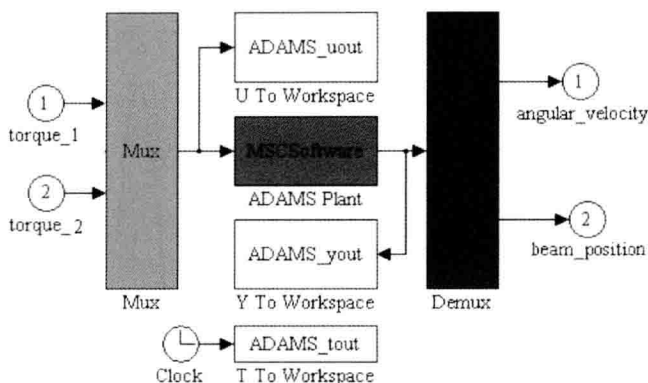 ADAMS_uout
U To Workspace
1
torque_1
Mux
MSCSoftware
ADAMS Plant
1
angular_velocity
2
torque_2
ADAMS_yout
2
beam_position
Mux
Y To Workspace
Demux
ADAMS_tout
Clock
T To Workspace